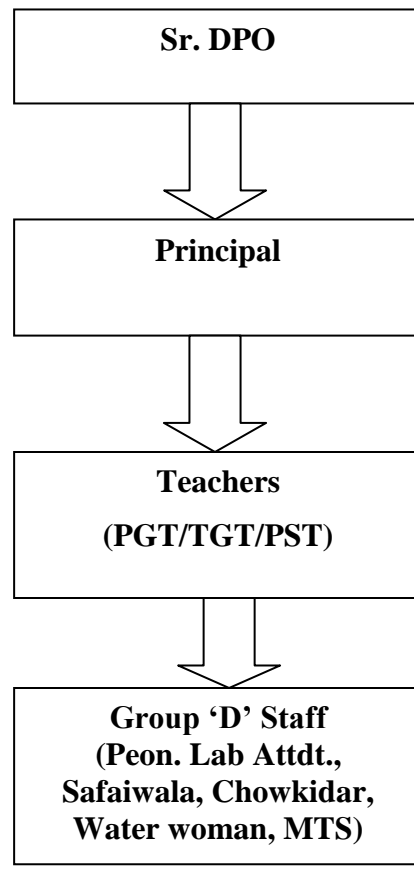 Sr. DPO
Principal
Teachers
(PGT/TGT/PST)
Group ‘D’ Staff
(Peon. Lab Attdt.,
Safaiwala, Chowkidar,
Water woman, MTS)